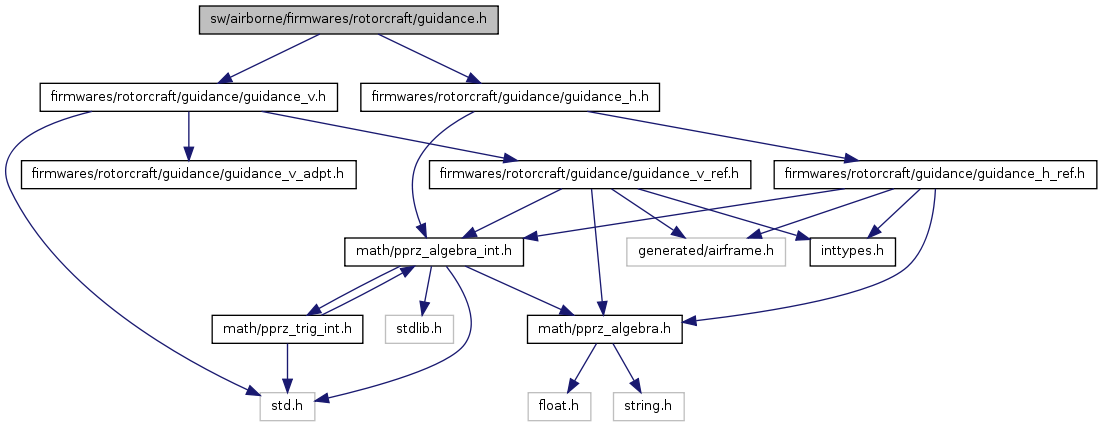 sw/airborne/firmwares/rotorcraft/guidance.h
firmwares/rotorcraft/guidance/guidance_v.h
firmwares/rotorcraft/guidance/guidance_h.h
firmwares/rotorcraft/guidance/guidance_v_adpt.h
firmwares/rotorcraft/guidance/guidance_v_ref.h
firmwares/rotorcraft/guidance/guidance_h_ref.h
math/pprz_algebra_int.h
generated/airframe.h
inttypes.h
math/pprz_trig_int.h
stdlib.h
math/pprz_algebra.h
std.h
float.h
string.h